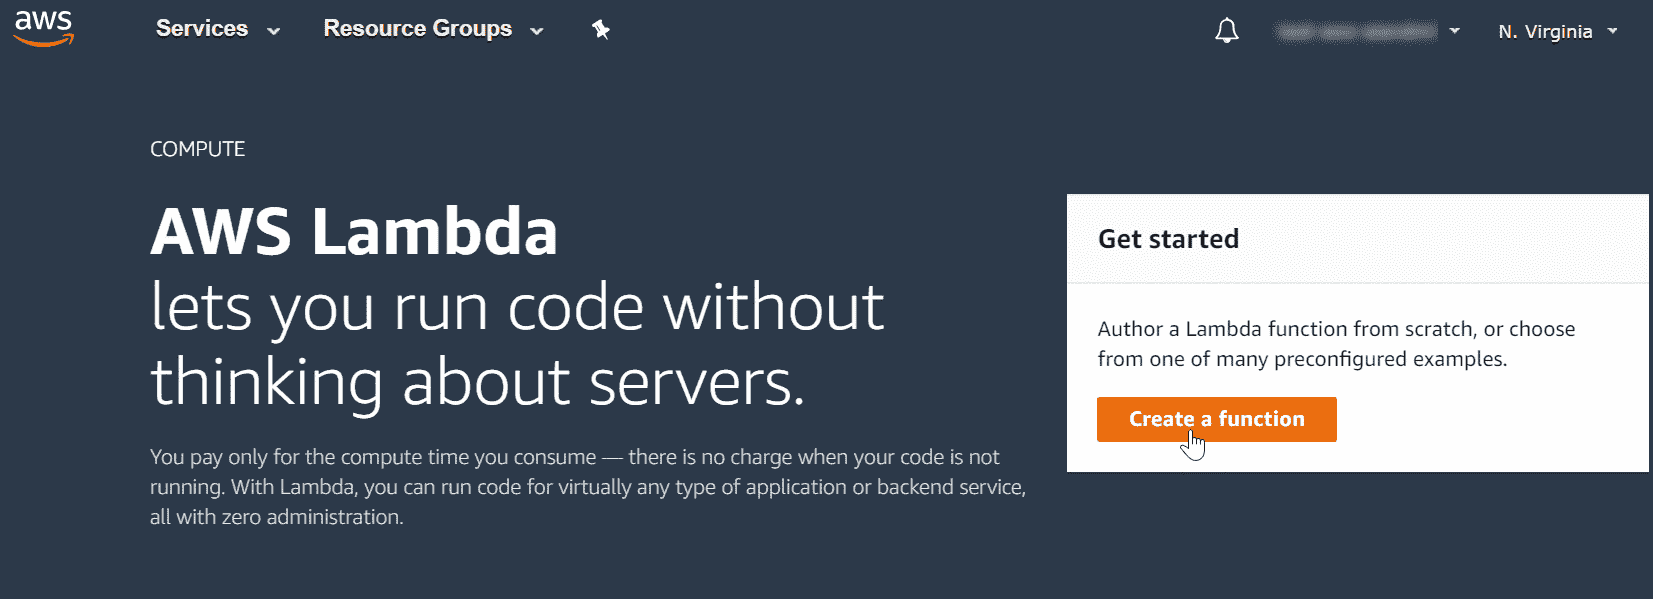 aws Services Resource Groups N. Virginia
COMPUTE
AWS Lambda
lets you run code without
thinking about servers.
You pay only for the compute time you consume — there is no charge when your code is not
running. With Lambda, you can run code for virtually any type of application or backend service,
all with zero administration.
Get started
Author a Lambda function from scratch, or choose
from one of many preconfigured examples.
Create a function